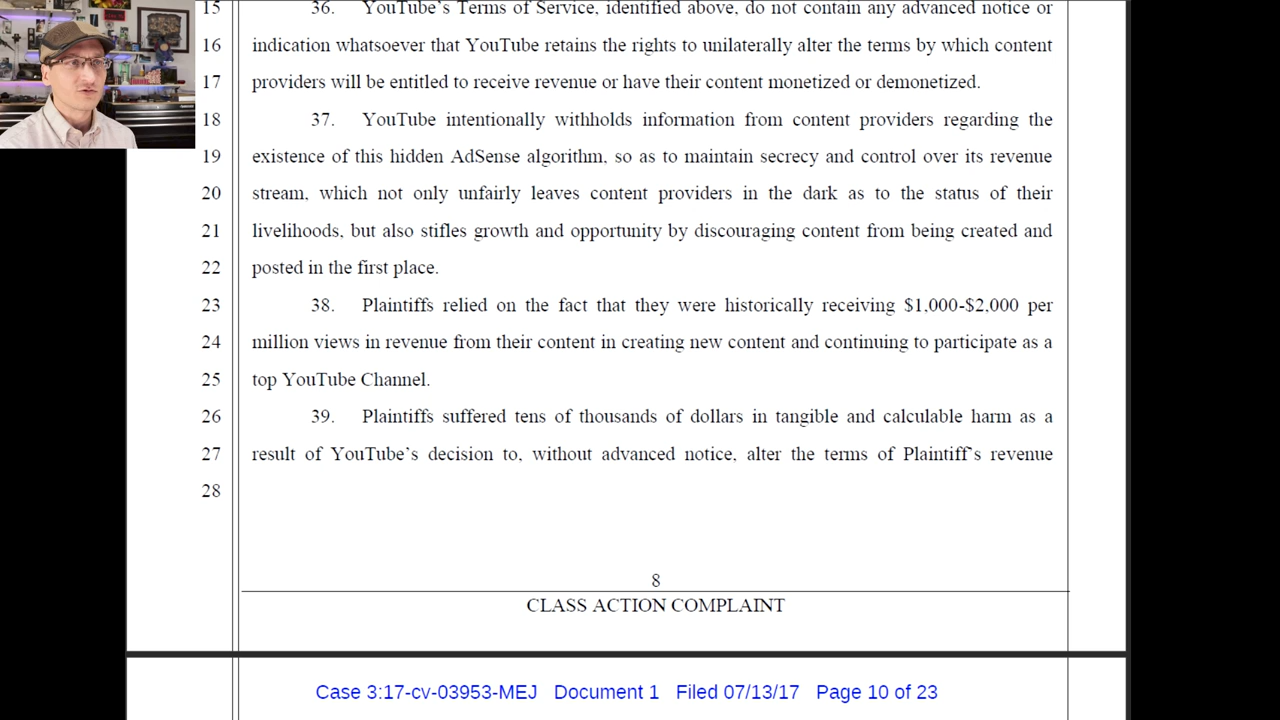 15 36. YouTube's Terms of Service, identified above, do not contain any advanced notice or
16 indication whatsoever that YouTube retains the rights to unilaterally alter the terms by which content
17 providers will be entitled to receive revenue or have their content monetized or demonetized.
18 37. YouTube intentionally withholds information from content providers regarding the
19 existence of this hidden AdSense algorithm, so as to maintain secrecy and control over its revenue
20 stream, which not only unfairly leaves content providers in the dark as to the status of their
21 livelihoods, but also stifles growth and opportunity by discouraging content from being created and
22 posted in the first place.
23 38. Plaintiffs relied on the fact that they were historically receiving $1,000-$2,000 per
24 million views in revenue from their content in creating new content and continuing to participate as a
25 top YouTube Channel.
26 39. Plaintiffs suffered tens of thousands of dollars in tangible and calculable harm as a
27 result of YouTube's decision to, without advanced notice, alter the terms of Plaintiff's revenue
28
8
CLASS ACTION COMPLAINT
Case 3:17-cv-03953-MEJ Document 1 Filed 07/13/17 Page 10 of 23